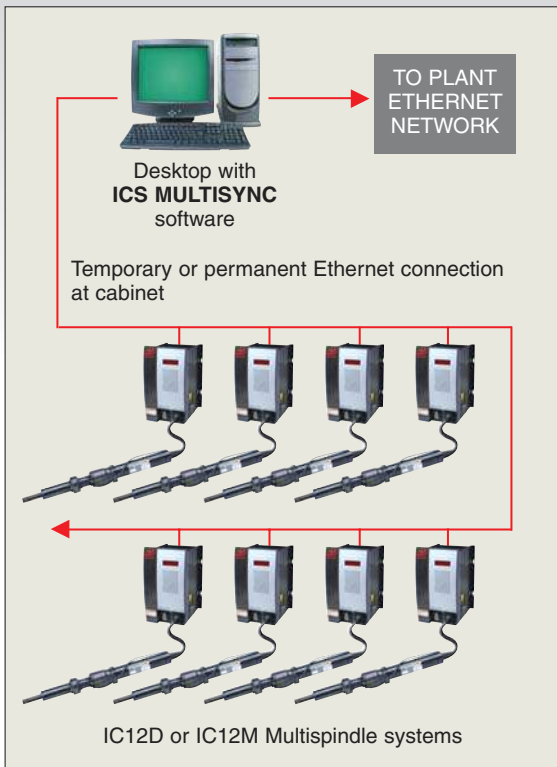 TO PLANT
ETHERNET
NETWORK
Desktop with
ICS MULTISYNC
software
Temporary or permanent Ethernet connection
at cabinet
IC12D or IC12M Multispindle systems